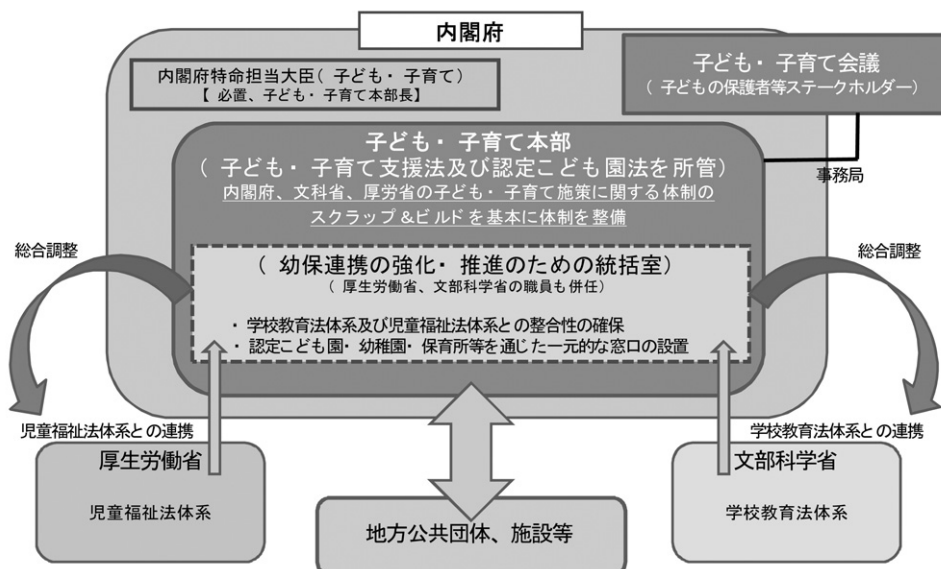 内閣府
子ども・子育て会議
(子どもの保護者等ステークホルダー)
内閣府特命担当大臣(子ども・子育て)
【必置、子ども・子育て本部長】
子ども・子育て本部
(子ども・子育て支援法及び認定こども園法を所管)
内閣府、文科省、厚労省の子ども・子育て施策に関する体制の
スクラップ&ビルドを基本に体制を整備
事務局
総合調整
総合調整
(幼保連携の強化・推進のための統括室)
(厚生労働省、文部科学省の職員も併任)
・学校教育法体系及び児童福祉法体系との整合性の確保
・認定こども園・幼稚園・保育所等を通じた一元的な窓口の設置
児童福祉法体系との連携
学校教育法体系との連携
厚生労働省
児童福祉法体系
文部科学省
学校教育法体系
地方公共団体、施設等